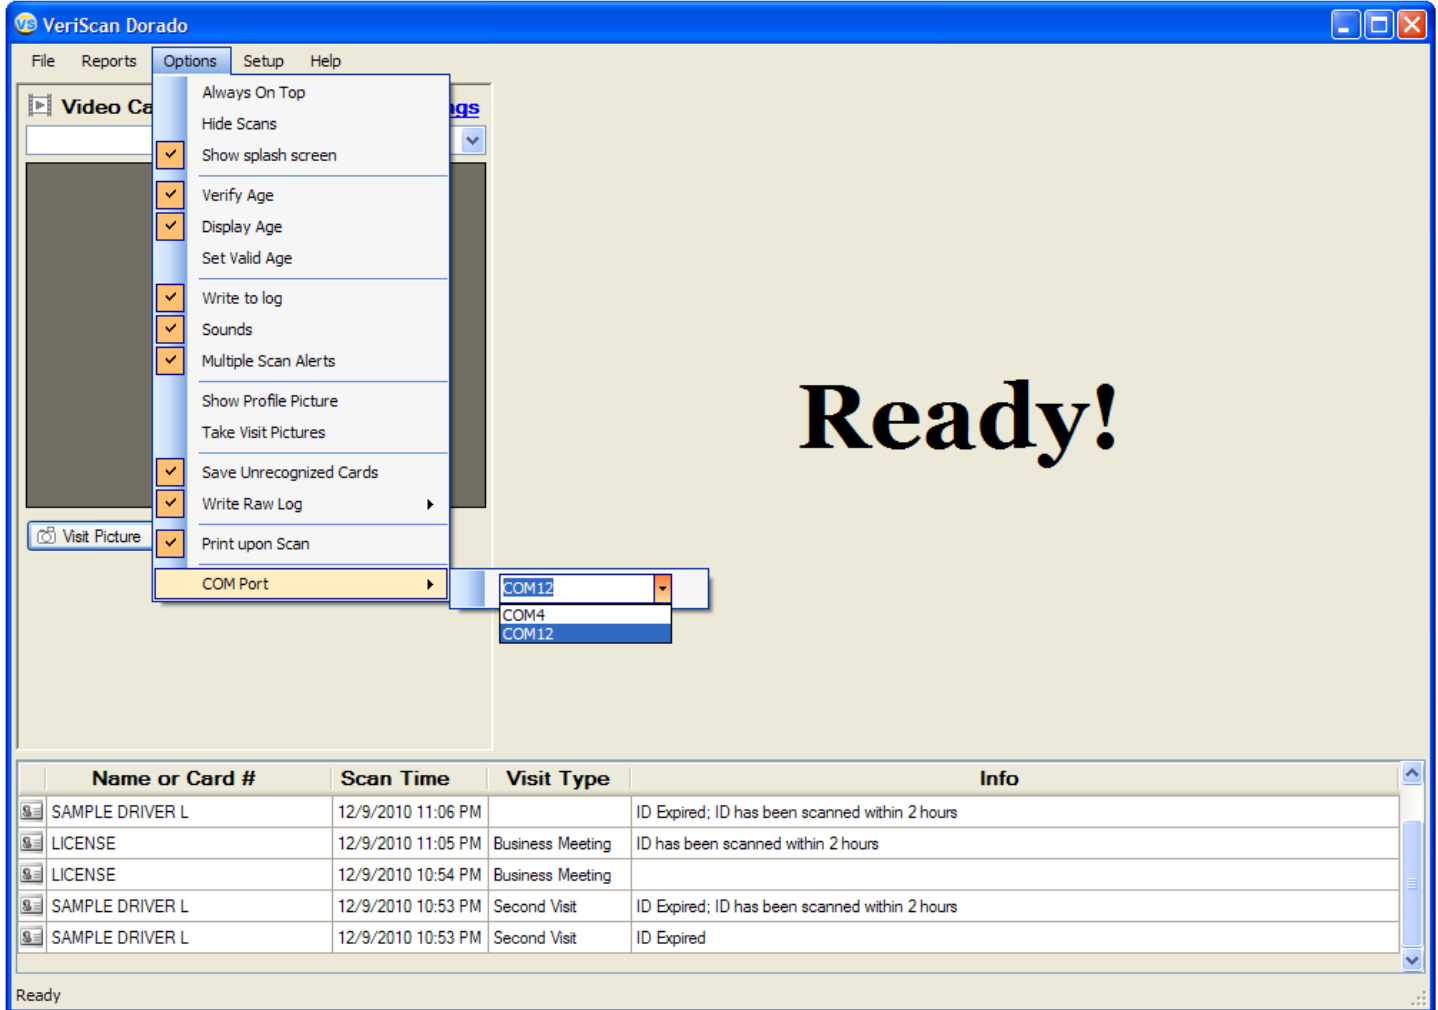 VS VeriScan Dorado
File Reports Options Setup Help
Always On Top
Hide Scans
Show splash screen
Verify Age
Display Age
Set Valid Age
Write to log
Sounds
Multiple Scan Alerts
Show Profile Picture
Take Visit Pictures
Save Unrecognized Cards
Write Raw Log
Print upon Scan
COM Port
COM12
COM4
COM12
Video Ca
ngs
Visit Picture
Ready!
Name or Card # Scan Time Visit Type Info
SAMPLE DRIVER L 12/9/2010 11:06 PM ID Expired; ID has been scanned within 2 hours
LICENSE 12/9/2010 11:05 PM Business Meeting ID has been scanned within 2 hours
LICENSE 12/9/2010 10:54 PM Business Meeting
SAMPLE DRIVER L 12/9/2010 10:53 PM Second Visit ID Expired; ID has been scanned within 2 hours
SAMPLE DRIVER L 12/9/2010 10:53 PM Second Visit ID Expired
Ready